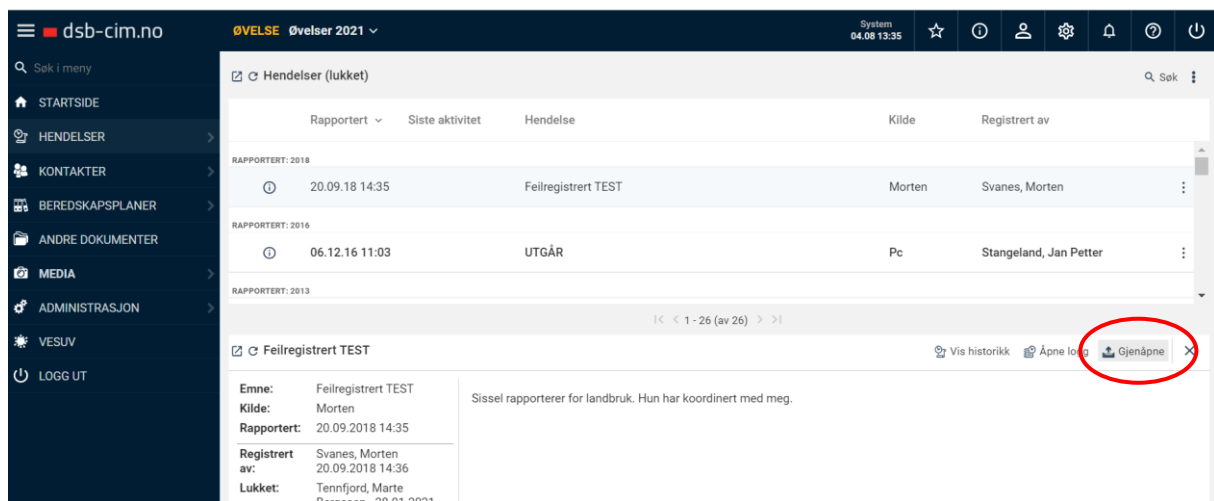 dsb-cim.no
ØVELSE Øvelser 2021
System
04.08 13:35
Søk i meny
STARTSIDE
HENDELSER
KONTAKTER
BEREDSKAPSPLANER
ANDRE DOKUMENTER
MEDIA
ADMINISTRASJON
VESUV
LOGG UT
Hendelser (lukket)
Søk
Rapportert Siste aktivitet Hendelse Kilde Registrert av
RAPPORTERT: 2018
20.09.18 14:35 Feilregistrert TEST Morten Svanes, Morten
RAPPORTERT: 2016
06.12.16 11:03 UTGÅR Pc Stangeland, Jan Petter
RAPPORTERT: 2013
1 - 26 (av 26)
Feilregistrert TEST Vis historikk Åpne logg Gjenåpne
Emne: Feilregistrert TEST
Kilde: Morten
Rapportert: 20.09.2018 14:35
Registrert av: Svanes, Morten
20.09.2018 14:36
Lukket: Tennfjord, Marte
28.01.2021
Sissel rapporterer for landbruk. Hun har koordinert med meg.